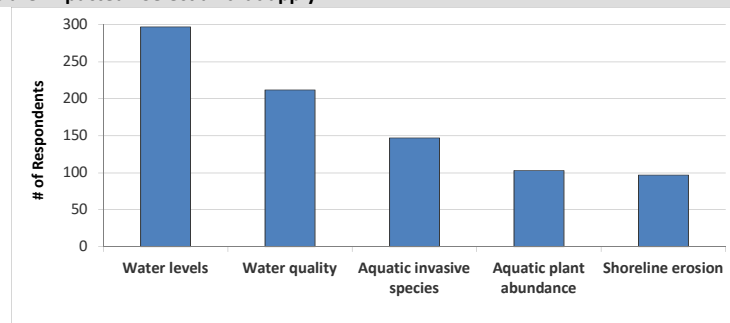 300
250
200
150
100
50
0
# of Respondents
Water levels
Water quality
Aquatic invasive
species
Aquatic plant
abundance
Shoreline erosion